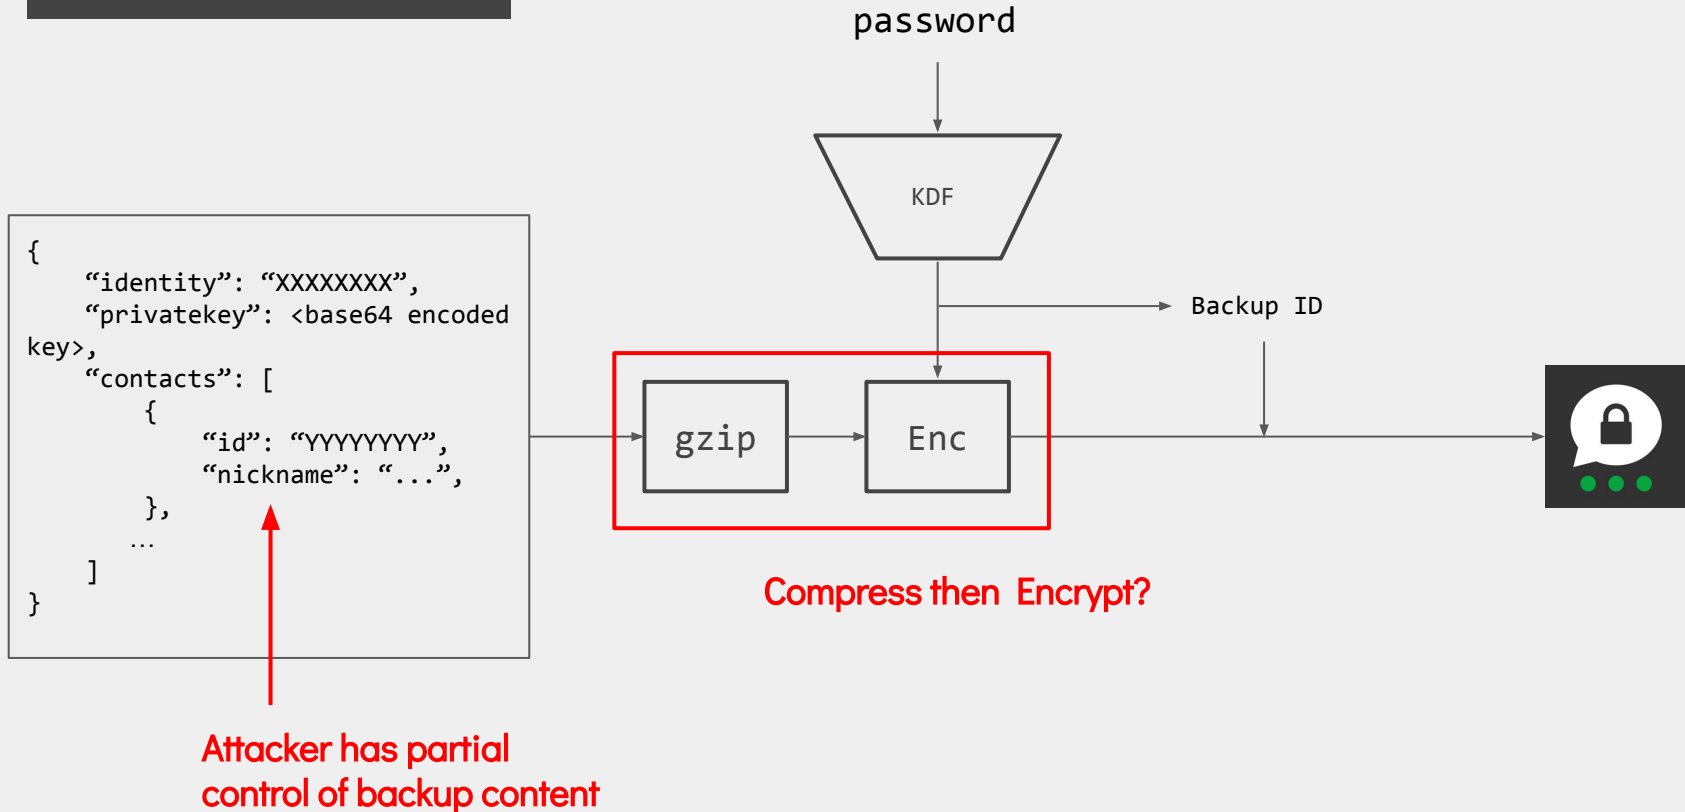 password
KDF
{
“identity”: “XXXXXXXX”,
“privatekey”: <base64 encoded
key>,
“contacts”: [
{
“id”: “YYYYYYYY”,
“nickname”: “...”,
},
...
]
}
Backup ID
gzip
Enc
Compress then Encrypt?
Attacker has partial
control of backup content